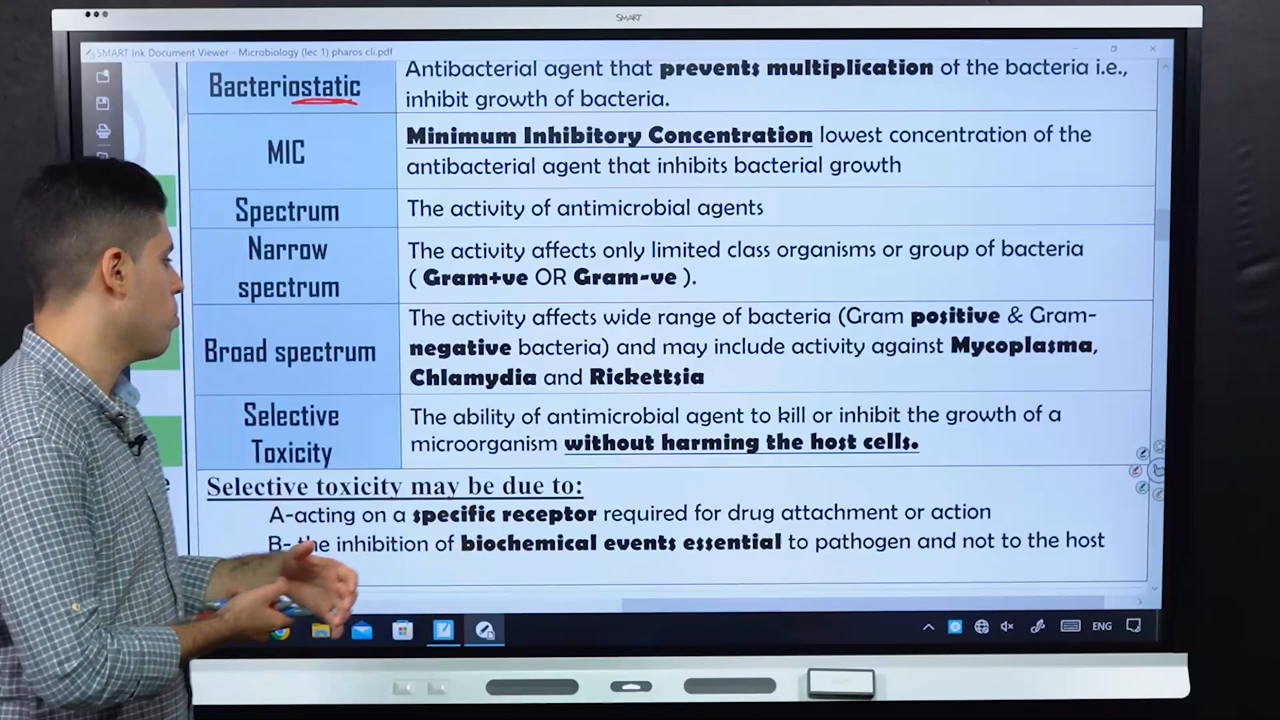 SMART
SMART Ink Document Viewer - Microbiology (lec 1) pharos cli.pdf
Bacteriostatic
Antibacterial agent that prevents multiplication of the bacteria i.e.,
inhibit growth of bacteria.
MIC
Minimum Inhibitory Concentration lowest concentration of the
antibacterial agent that inhibits bacterial growth
Spectrum
The activity of antimicrobial agents
Narrow
spectrum
The activity affects only limited class organisms or group of bacteria
( Gram+ve OR Gram-ve ).
Broad spectrum
The activity affects wide range of bacteria (Gram positive & Gram-
negative bacteria) and may include activity against Mycoplasma,
Chlamydia and Rickettsia
Selective
Toxicity
The ability of antimicrobial agent to kill or inhibit the growth of a
microorganism without harming the host cells.
Selective toxicity may be due to:
A-acting on a specific receptor required for drug attachment or action
B- the inhibition of biochemical events essential to pathogen and not to the host
ENG